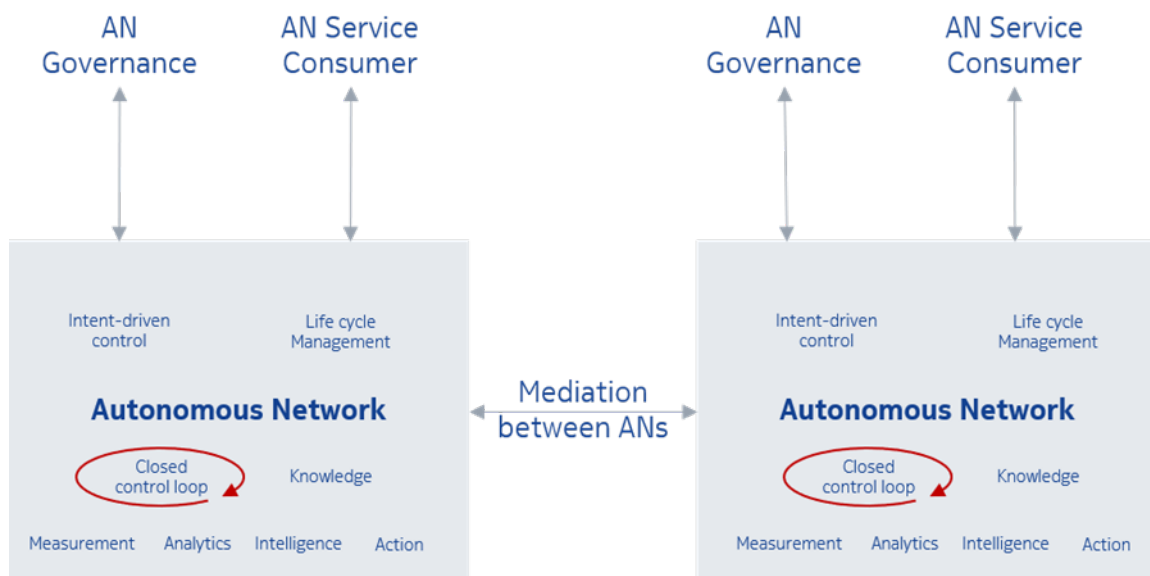 AN
Governance
AN Service
Consumer
AN
Governance
AN Service
Consumer
Intent-driven
control
Life cycle
Management
Autonomous Network
Closed
control loop
Knowledge
Measurement
Analytics
Intelligence
Action
Mediation
between ANs
Intent-driven
control
Life cycle
Management
Autonomous Network
Closed
control loop
Knowledge
Measurement
Analytics
Intelligence
Action